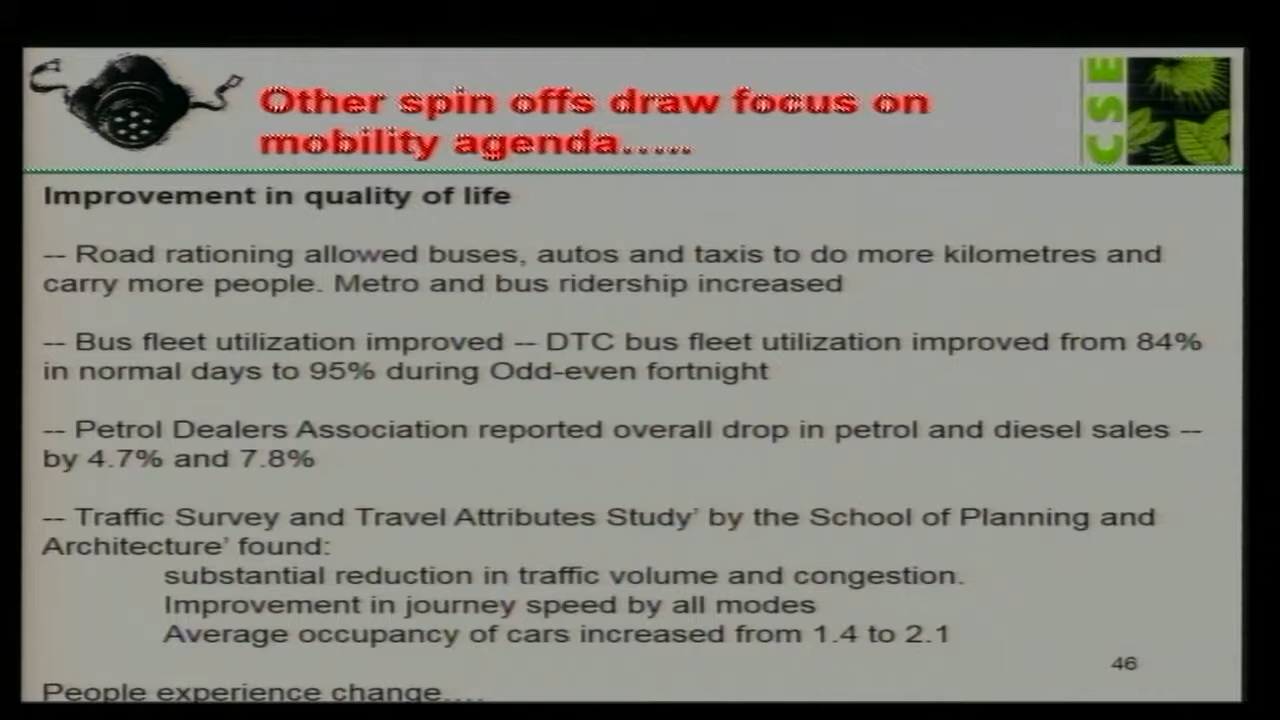 Other spin offs draw focus on
mobility agenda.....
CSE
Improvement in quality of life
-- Road rationing allowed buses, autos and taxis to do more kilometres and
carry more people. Metro and bus ridership increased
-- Bus fleet utilization improved -- DTC bus fleet utilization improved from 84%
in normal days to 95% during Odd-even fortnight
-- Petrol Dealers Association reported overall drop in petrol and diesel sales --
by 4.7% and 7.8%
-- Traffic Survey and Travel Attributes Study' by the School of Planning and
Architecture' found:
substantial reduction in traffic volume and congestion.
Improvement in journey speed by all modes
Average occupancy of cars increased from 1.4 to 2.1
46
People experience change....